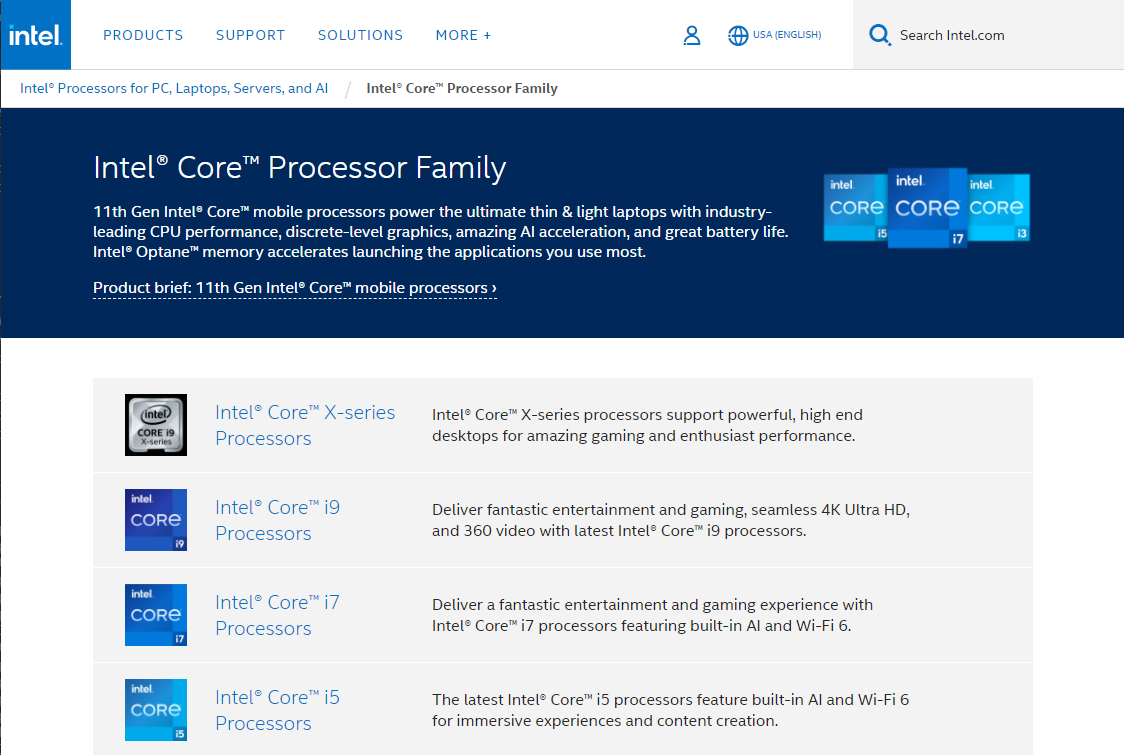 intel.
PRODUCTS
SUPPORT
SOLUTIONS
MORE +
USA (ENGLISH)
Search Intel.com
Intel® Processors for PC, Laptops, Servers, and AI / Intel® Core™ Processor Family
Intel® Core™ Processor Family
11th Gen Intel® Core™ mobile processors power the ultimate thin & light laptops with industry-
leading CPU performance, discrete-level graphics, amazing AI acceleration, and great battery life.
Intel® Optane™ memory accelerates launching the applications you use most.
Product brief: 11th Gen Intel® Core™ mobile processors ›
intel.
CORE
i5
intel.
CORE
i7
intel.
CORE
i3
intel
CORE i9
X-series
Intel® Core™ X-series
Processors
Intel® Core™ X-series processors support powerful, high end
desktops for amazing gaming and enthusiast performance.
intel.
CORE
i9
Intel® Core™ i9
Processors
Deliver fantastic entertainment and gaming, seamless 4K Ultra HD,
and 360 video with latest Intel® Core™ i9 processors.
intel.
CORE
i7
Intel® Core™ i7
Processors
Deliver a fantastic entertainment and gaming experience with
Intel® Core™ i7 processors featuring built-in AI and Wi-Fi 6.
intel.
CORE
i5
Intel® Core™ i5
Processors
The latest Intel® Core™ i5 processors feature built-in AI and Wi-Fi 6
for immersive experiences and content creation.